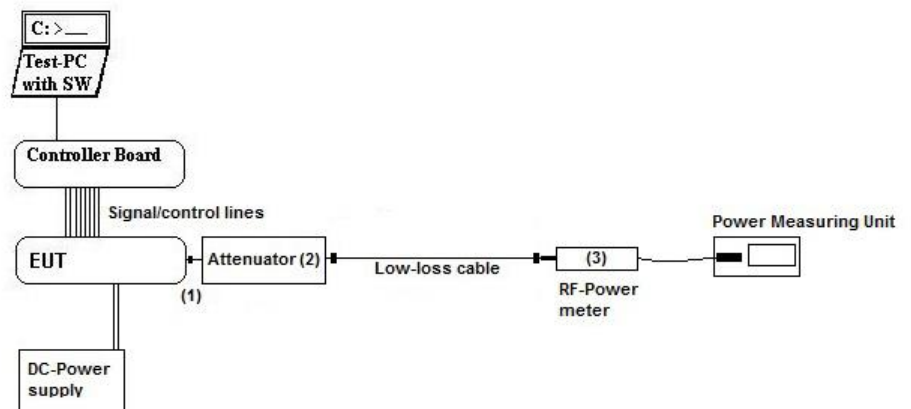 C:>__
Test-PC
with SW
Controller Board
Signal/control lines
EUT
(1)
Attenuator (2)
Low-loss cable
(3)
RF-Power
meter
Power Measuring Unit
DC-Power
supply